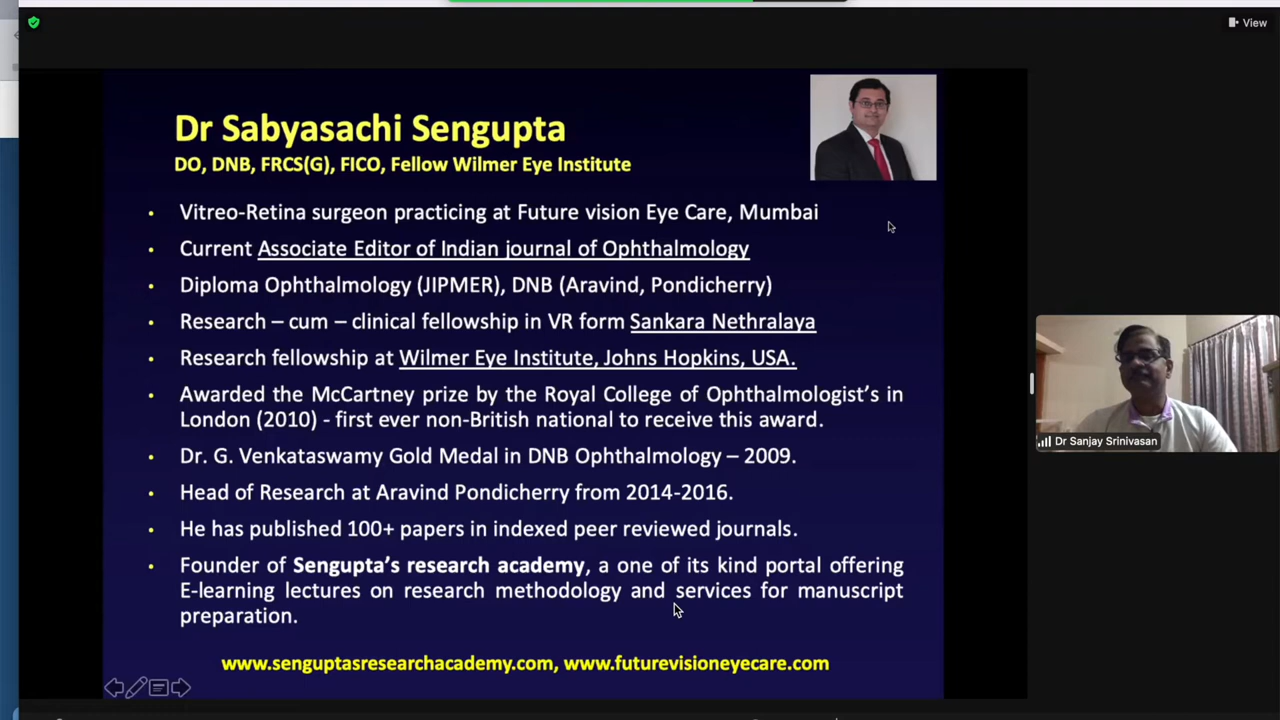 View
Dr Sabyasachi Sengupta
DO, DNB, FRCS(G), FICO, Fellow Wilmer Eye Institute
• Vitreo-Retina surgeon practicing at Future vision Eye Care, Mumbai
• Current Associate Editor of Indian journal of Ophthalmology
• Diploma Ophthalmology (JIPMER), DNB (Aravind, Pondicherry)
• Research – cum – clinical fellowship in VR form Sankara Nethralaya
• Research fellowship at Wilmer Eye Institute, Johns Hopkins, USA.
• Awarded the McCartney prize by the Royal College of Ophthalmologist’s in
London (2010) - first ever non-British national to receive this award.
• Dr. G. Venkataswamy Gold Medal in DNB Ophthalmology – 2009.
• Head of Research at Aravind Pondicherry from 2014-2016.
• He has published 100+ papers in indexed peer reviewed journals.
• Founder of Sengupta’s research academy, a one of its kind portal offering
E-learning lectures on research methodology and services for manuscript
preparation.
www.senguptasresearchacademy.com, www.futurevisioneyecare.com
Dr Sanjay Srinivasan